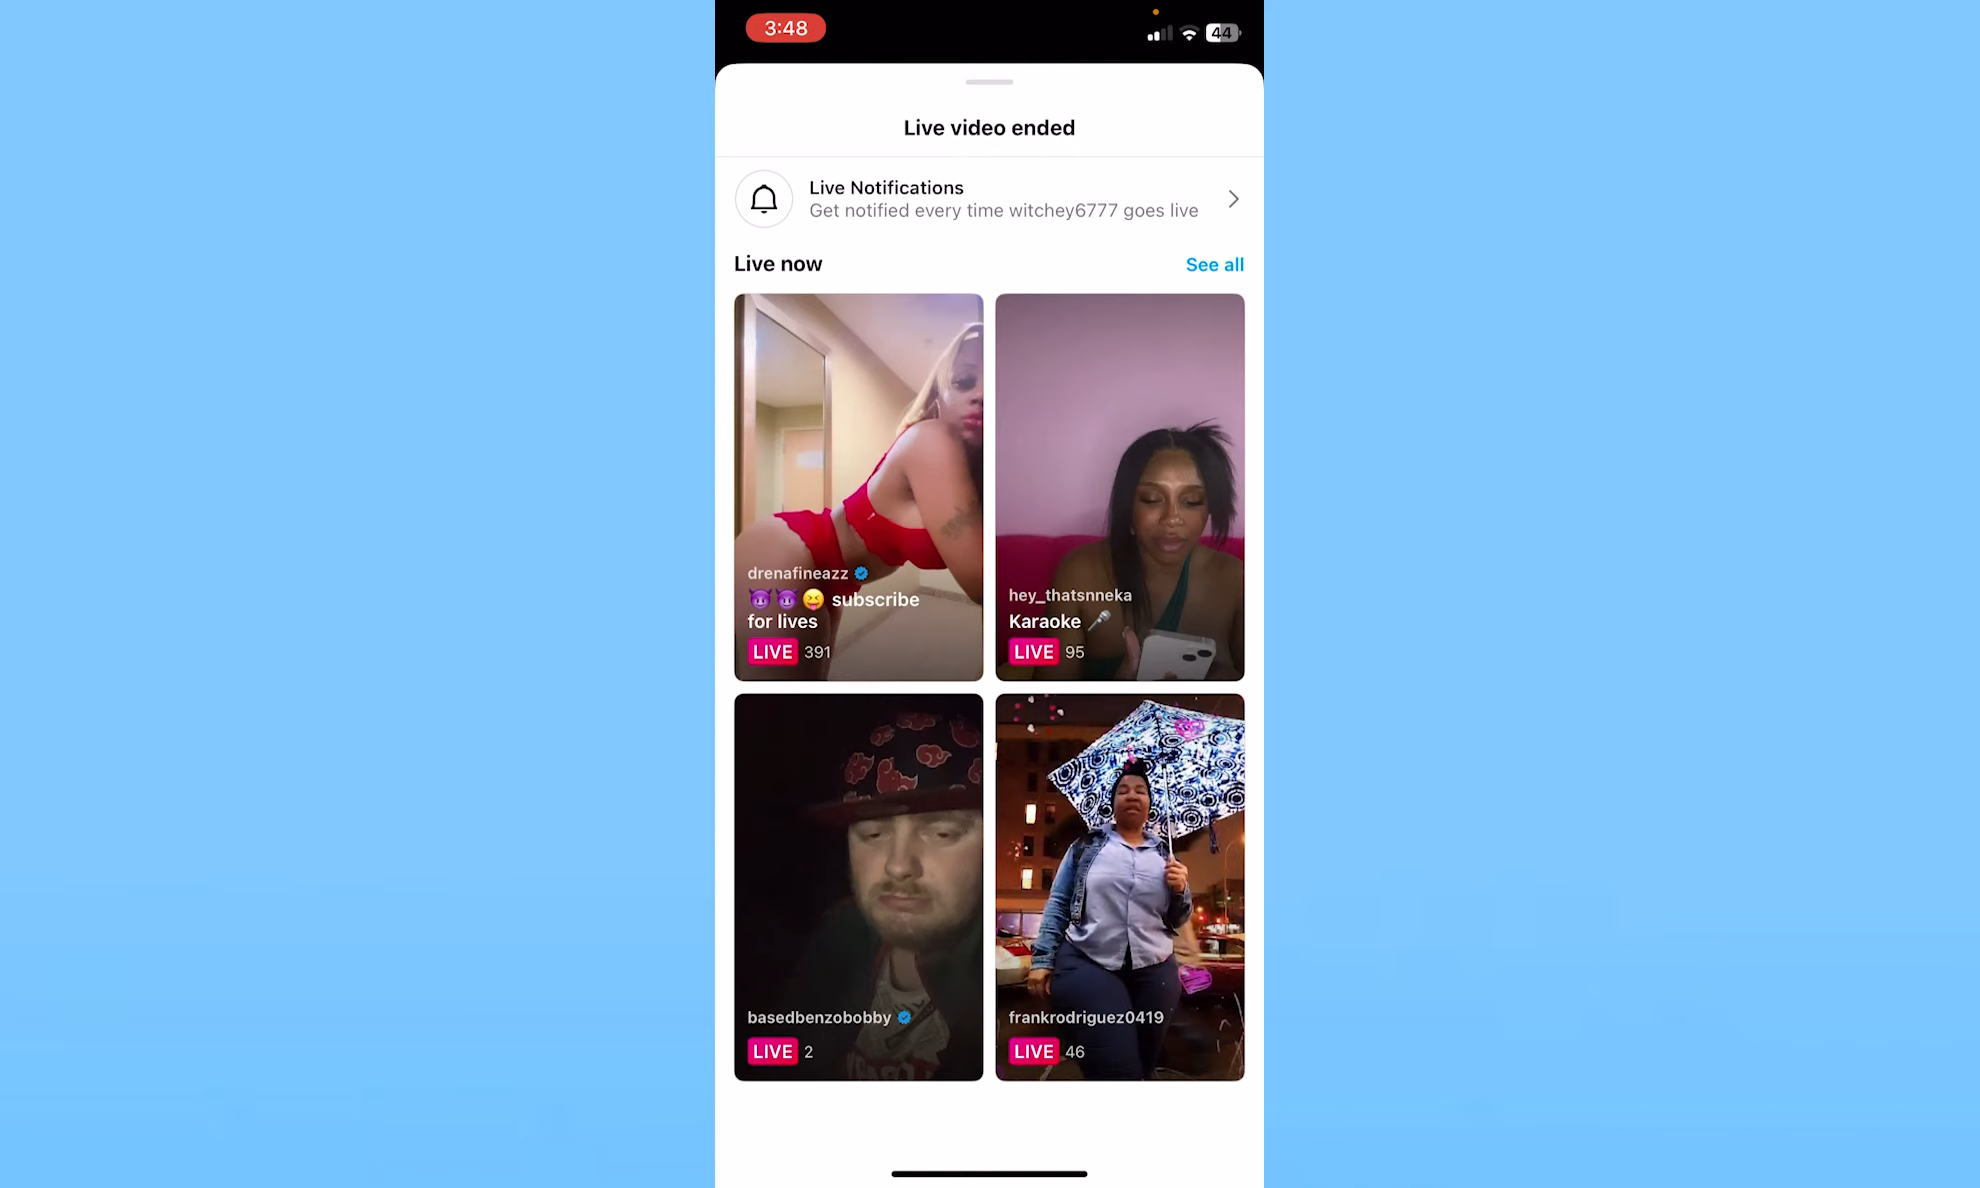 3:48
44
Live video ended
Live Notifications
Get notified every time witchey6777 goes live
Live now
See all
drenafineazz
😈😈😝 subscribe
for lives
LIVE 391
hey_thatsnneka
Karaoke 🎤
LIVE 95
basedbenzobobby
LIVE 2
frankrodriguez0419
LIVE 46